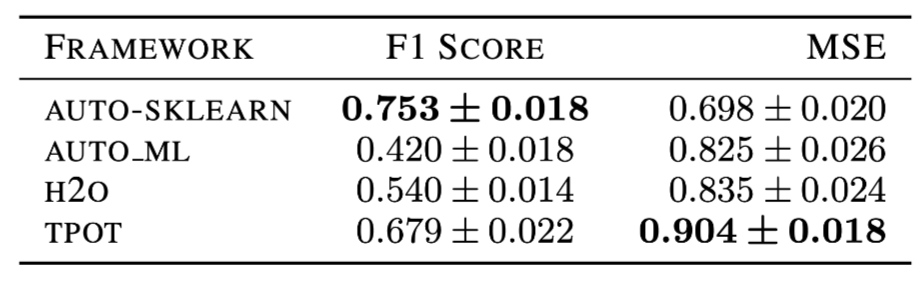 FRAMEWORK F1 SCORE MSE
AUTO-SKLEARN 0.753 ± 0.018 0.698 ± 0.020
AUTO_ML 0.420 ± 0.018 0.825 ± 0.026
H2O 0.540 ± 0.014 0.835 ± 0.024
TPOT 0.679 ± 0.022 0.904 ± 0.018